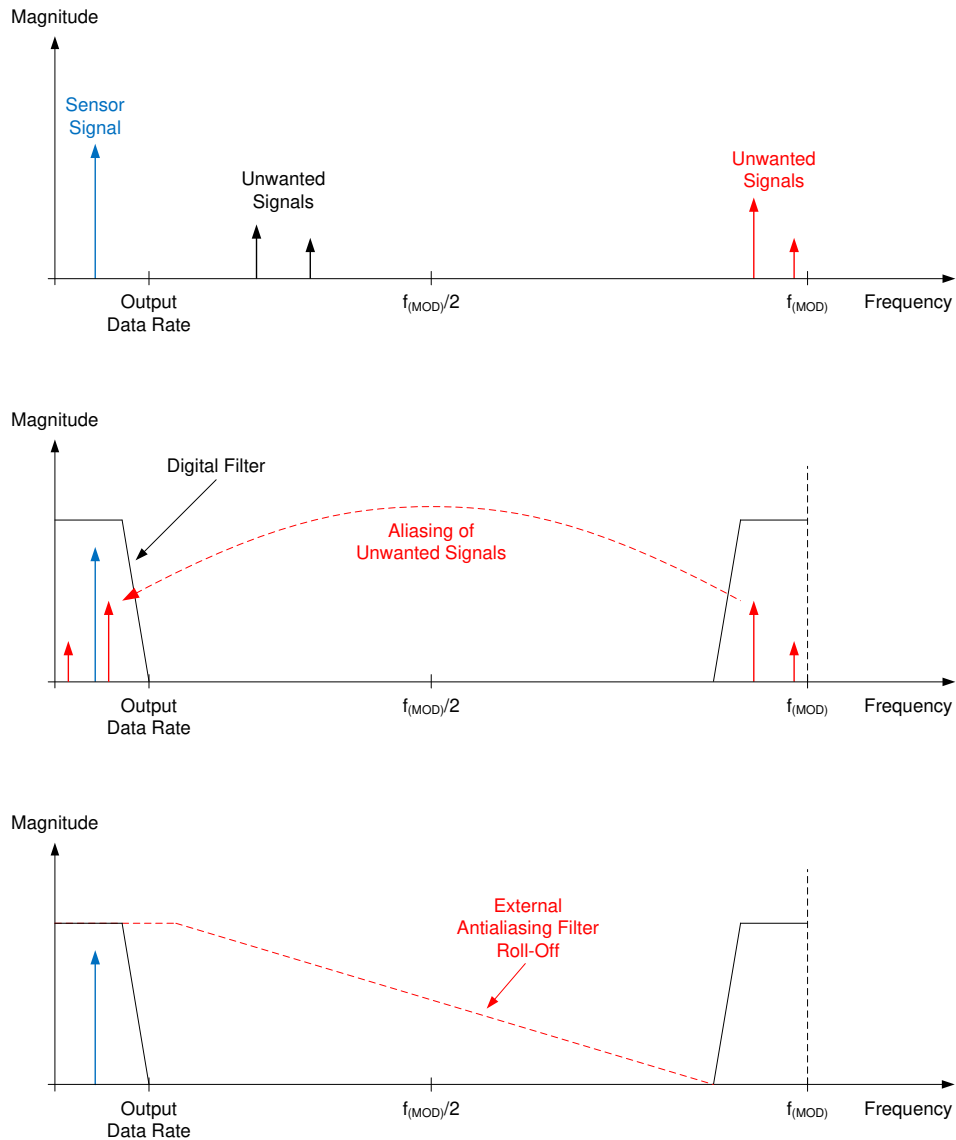 Magnitude
Sensor
Signal
Unwanted
Signals
Unwanted
Signals
Output
Data Rate
f(MOD)/2
f(MOD)
Frequency
Magnitude
Digital Filter
Aliasing of
Unwanted Signals
Output
Data Rate
f(MOD)/2
f(MOD)
Frequency
Magnitude
External
Antialiasing Filter
Roll-Off
Output
Data Rate
f(MOD)/2
f(MOD)
Frequency